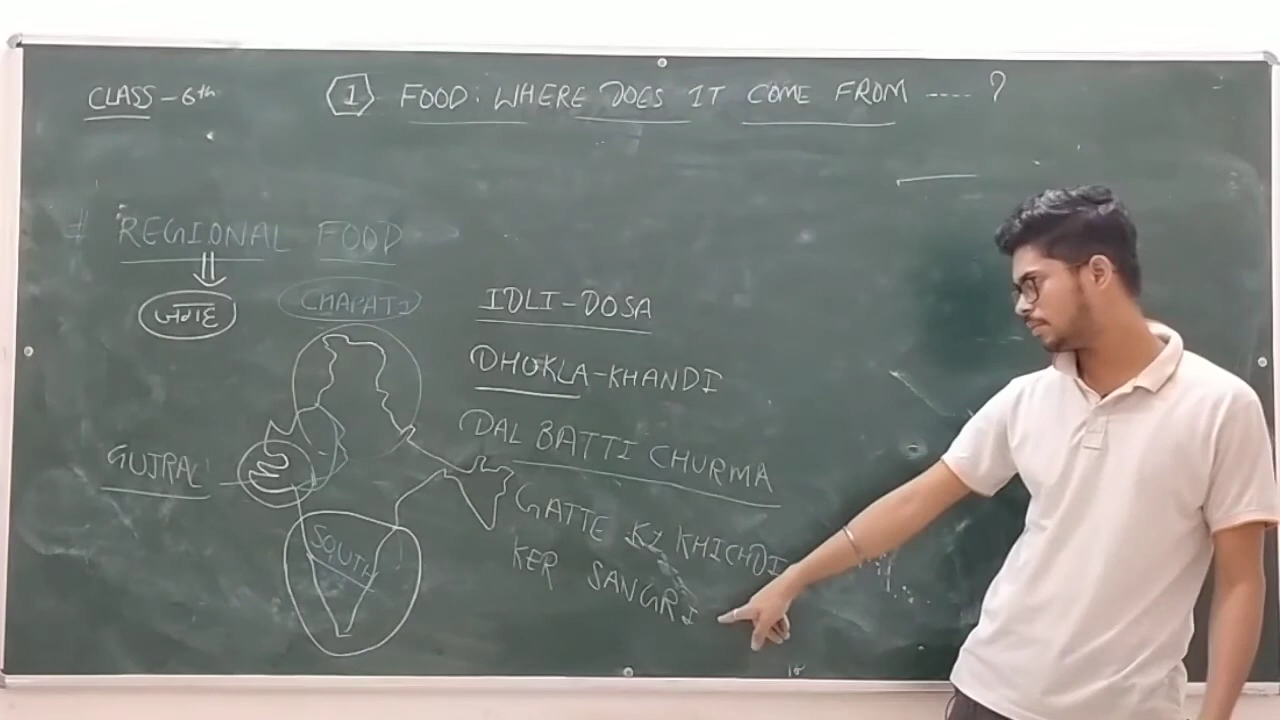 CLASS-6th
1 FOOD: WHERE DOES IT COME FROM ---- ?
# REGIONAL FOOD
जगह
CHAPATI
IDLI-DOSA
DHOKLA-KHANDI
DAL BATTI CHURMA
GUJRAL
GATTE KI KHICHDI
KER SANGRI
SOUTH